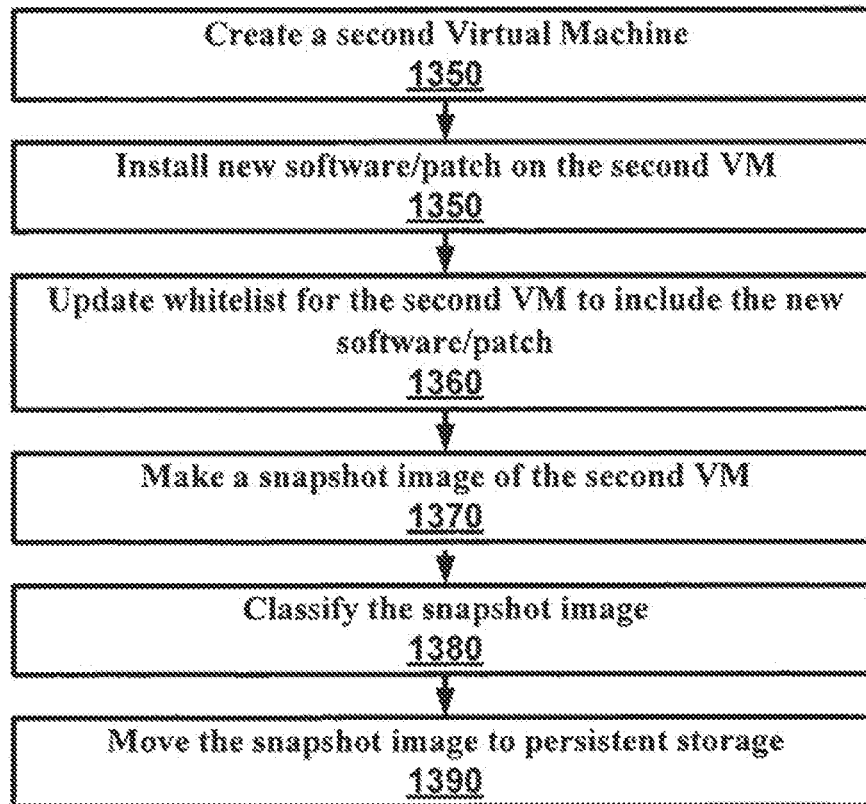 Create a second Virtual Machine
1350
Install new software/patch on the second VM
1350
Update whitelist for the second VM to include the new
software/patch
1360
Make a snapshot image of the second VM
1370
Classify the snapshot image
1380
Move the snapshot image to persistent storage
1390